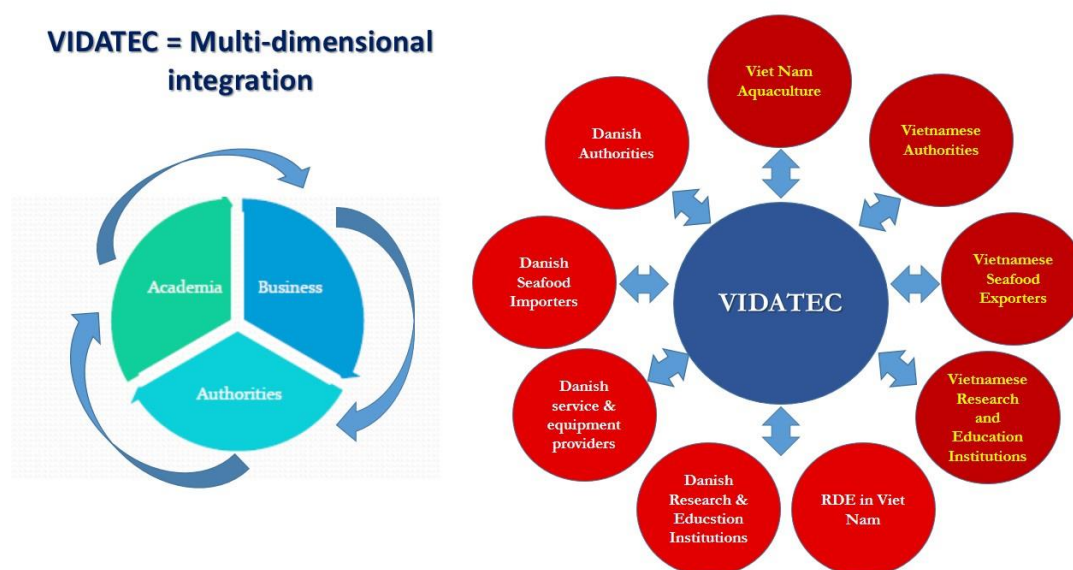 VIDATEC = Multi-dimensional
integration
Academia
Business
Authorities
Viet Nam
Aquaculture
Danish
Authorities
Vietnamese
Authorities
Danish
Seafood
Importers
VIDATEC
Vietnamese
Seafood
Exporters
Danish
service &
equipment
providers
Vietnamese
Research
and
Education
Institutions
Danish
Research &
Educstion
Institutions
RDE in Viet
Nam